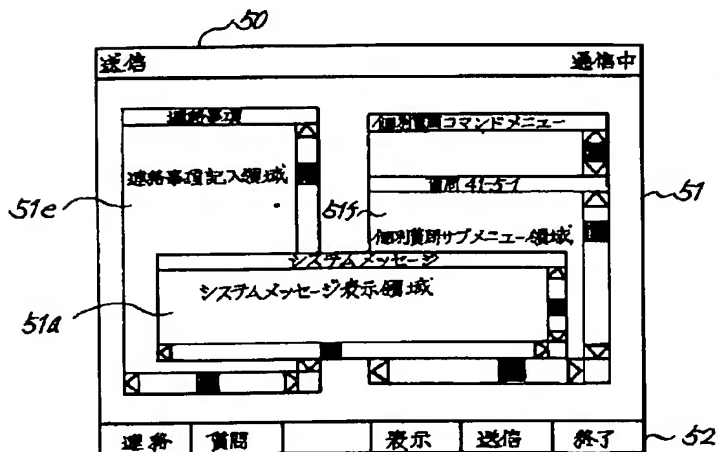 50
送信 通信中
連絡事項
個別質問コマンドメニュー
連絡事項記入領域
質問 41-5-1
51
51e
51f
個別質問サブメニュー領域
システムメッセージ
システムメッセージ表示領域
51a
連絡 質問 表示 送信 終了
52